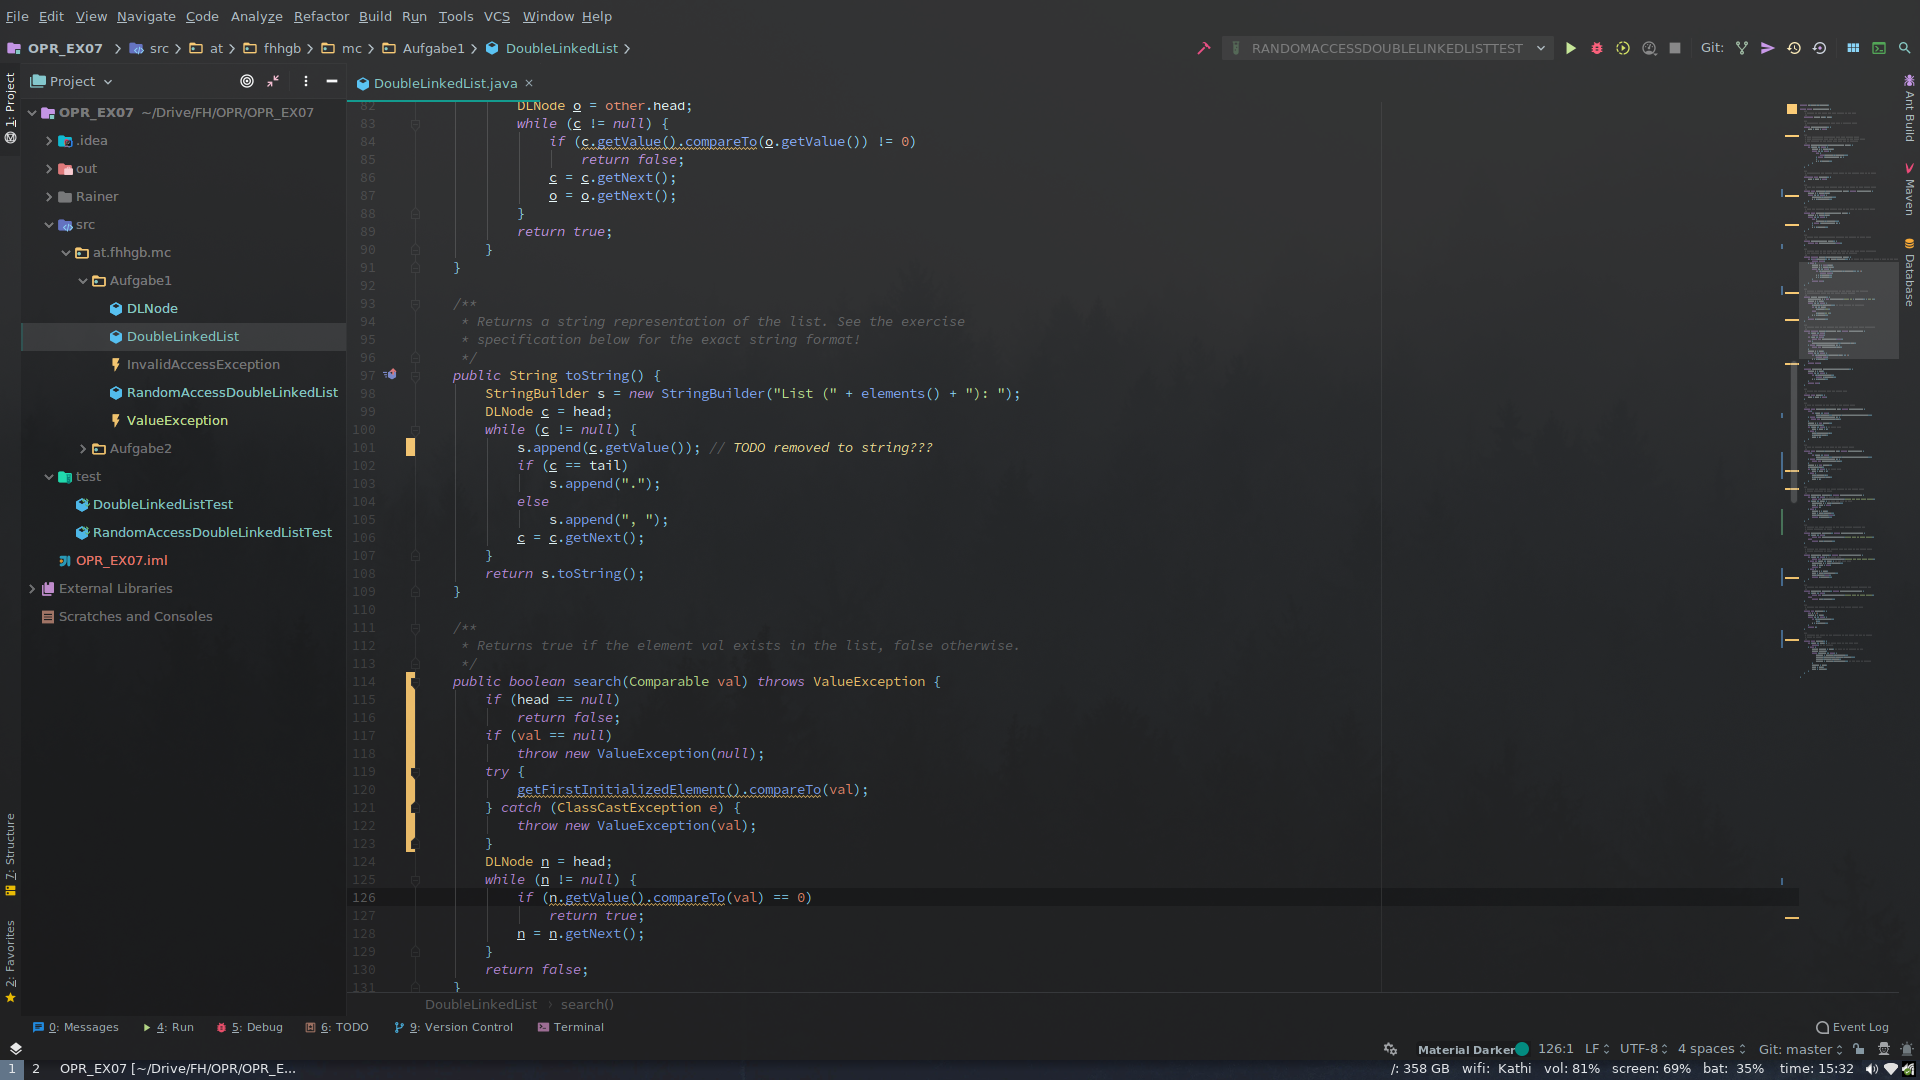 File Edit View Navigate Code Analyze Refactor Build Run Tools VCS Window Help
OPR_EX07 src at fhhgb mc Aufgabe1 DoubleLinkedList
RANDOMACCESSDOUBLELINKEDLISTTEST Git:
Project
DoubleLinkedList.java
1: Project
7: Structure
2: Favorites
OPR_EX07 ~/Drive/FH/OPR/OPR_EX07
.idea
out
Rainer
src
at.fhhgb.mc
Aufgabe1
DLNode
DoubleLinkedList
InvalidAccessException
RandomAccessDoubleLinkedList
ValueException
Aufgabe2
test
DoubleLinkedListTest
RandomAccessDoubleLinkedListTest
OPR_EX07.iml
External Libraries
Scratches and Consoles
82 DLNode o = other.head;
83 while (c != null) {
84 if (c.getValue().compareTo(o.getValue()) != 0)
85 return false;
86 c = c.getNext();
87 o = o.getNext();
88 }
89 return true;
90 }
91 }
92
93 /**
94 * Returns a string representation of the list. See the exercise
95 * specification below for the exact string format!
96 */
97 public String toString() {
98 StringBuilder s = new StringBuilder("List (" + elements() + "): ");
99 DLNode c = head;
100 while (c != null) {
101 s.append(c.getValue()); // TODO removed to string???
102 if (c == tail)
103 s.append(".");
104 else
105 s.append(", ");
106 c = c.getNext();
107 }
108 return s.toString();
109 }
110
111 /**
112 * Returns true if the element val exists in the list, false otherwise.
113 */
114 public boolean search(Comparable val) throws ValueException {
115 if (head == null)
116 return false;
117 if (val == null)
118 throw new ValueException(null);
119 try {
120 getFirstInitializedElement().compareTo(val);
121 } catch (ClassCastException e) {
122 throw new ValueException(val);
123 }
124 DLNode n = head;
125 while (n != null) {
126 if (n.getValue().compareTo(val) == 0)
127 return true;
128 n = n.getNext();
129 }
130 return false;
131 }
Ant Build
Maven
Database
DoubleLinkedList search()
0: Messages 4: Run 5: Debug 6: TODO 9: Version Control Terminal Event Log
Material Darker 126:1 LF UTF-8 4 spaces Git: master
1 2 OPR_EX07 [~/Drive/FH/OPR/OPR_E... /: 358 GB wifi: Kathi vol: 81% screen: 69% bat: 35% time: 15:32